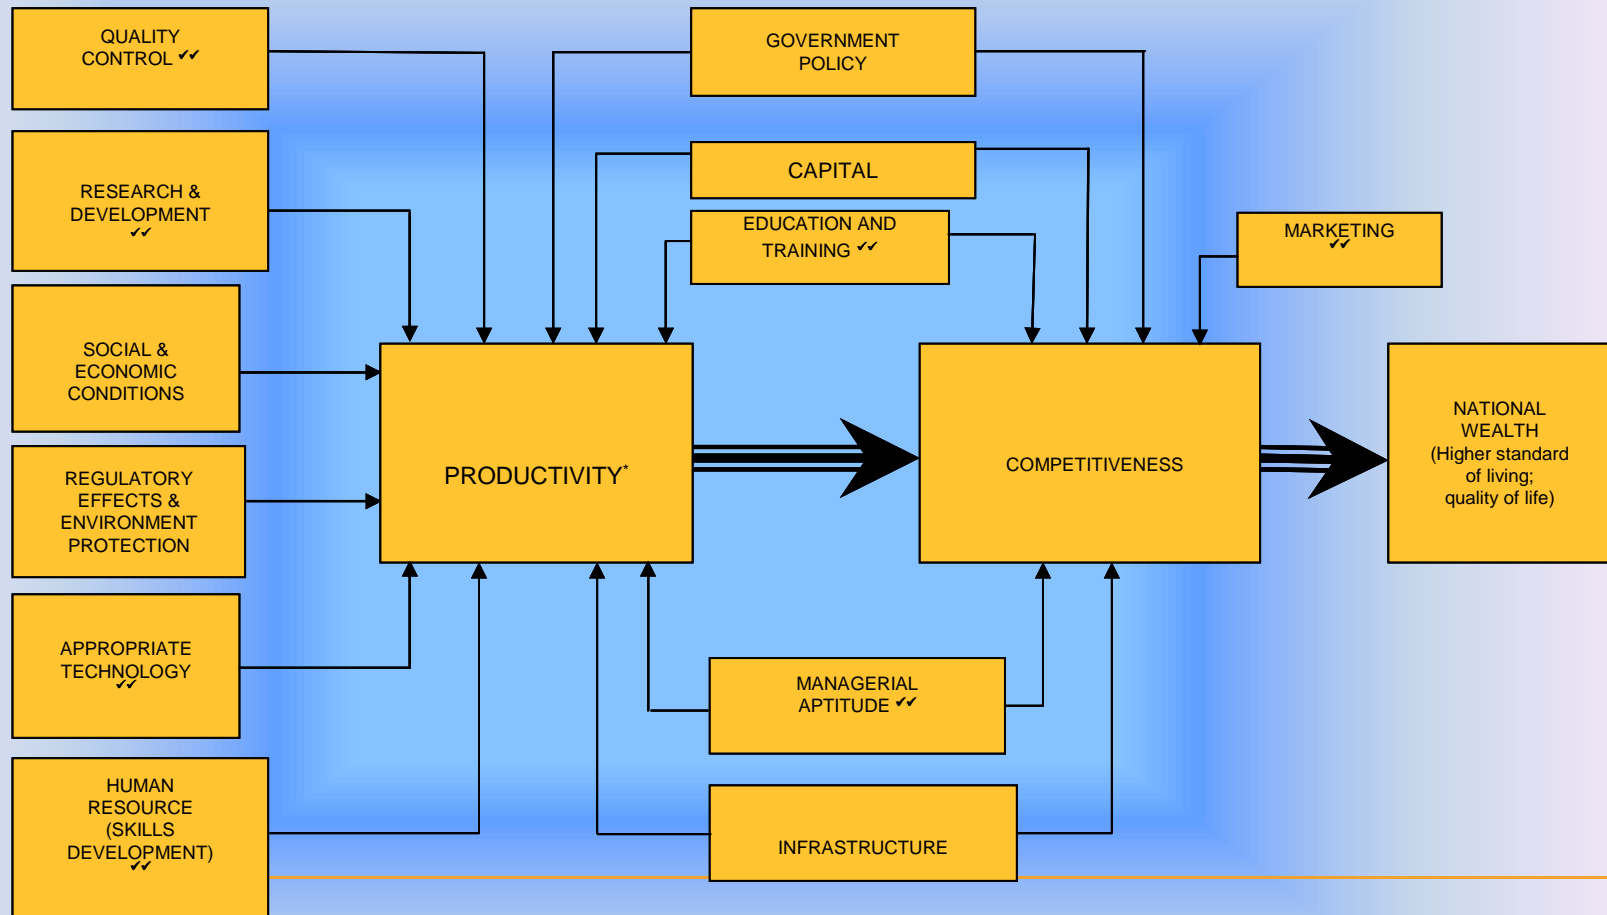 QUALITY
CONTROL ✔✔
GOVERNMENT
POLICY
RESEARCH &
DEVELOPMENT
✔✔
CAPITAL
EDUCATION AND
TRAINING ✔✔
MARKETING
✔✔
SOCIAL &
ECONOMIC
CONDITIONS
REGULATORY
EFFECTS &
ENVIRONMENT
PROTECTION
PRODUCTIVITY*
COMPETITIVENESS
NATIONAL
WEALTH
(Higher standard
of living;
quality of life)
APPROPRIATE
TECHNOLOGY
✔✔
MANAGERIAL
APTITUDE ✔✔
HUMAN
RESOURCE
(SKILLS
DEVELOPMENT)
✔✔
INFRASTRUCTURE